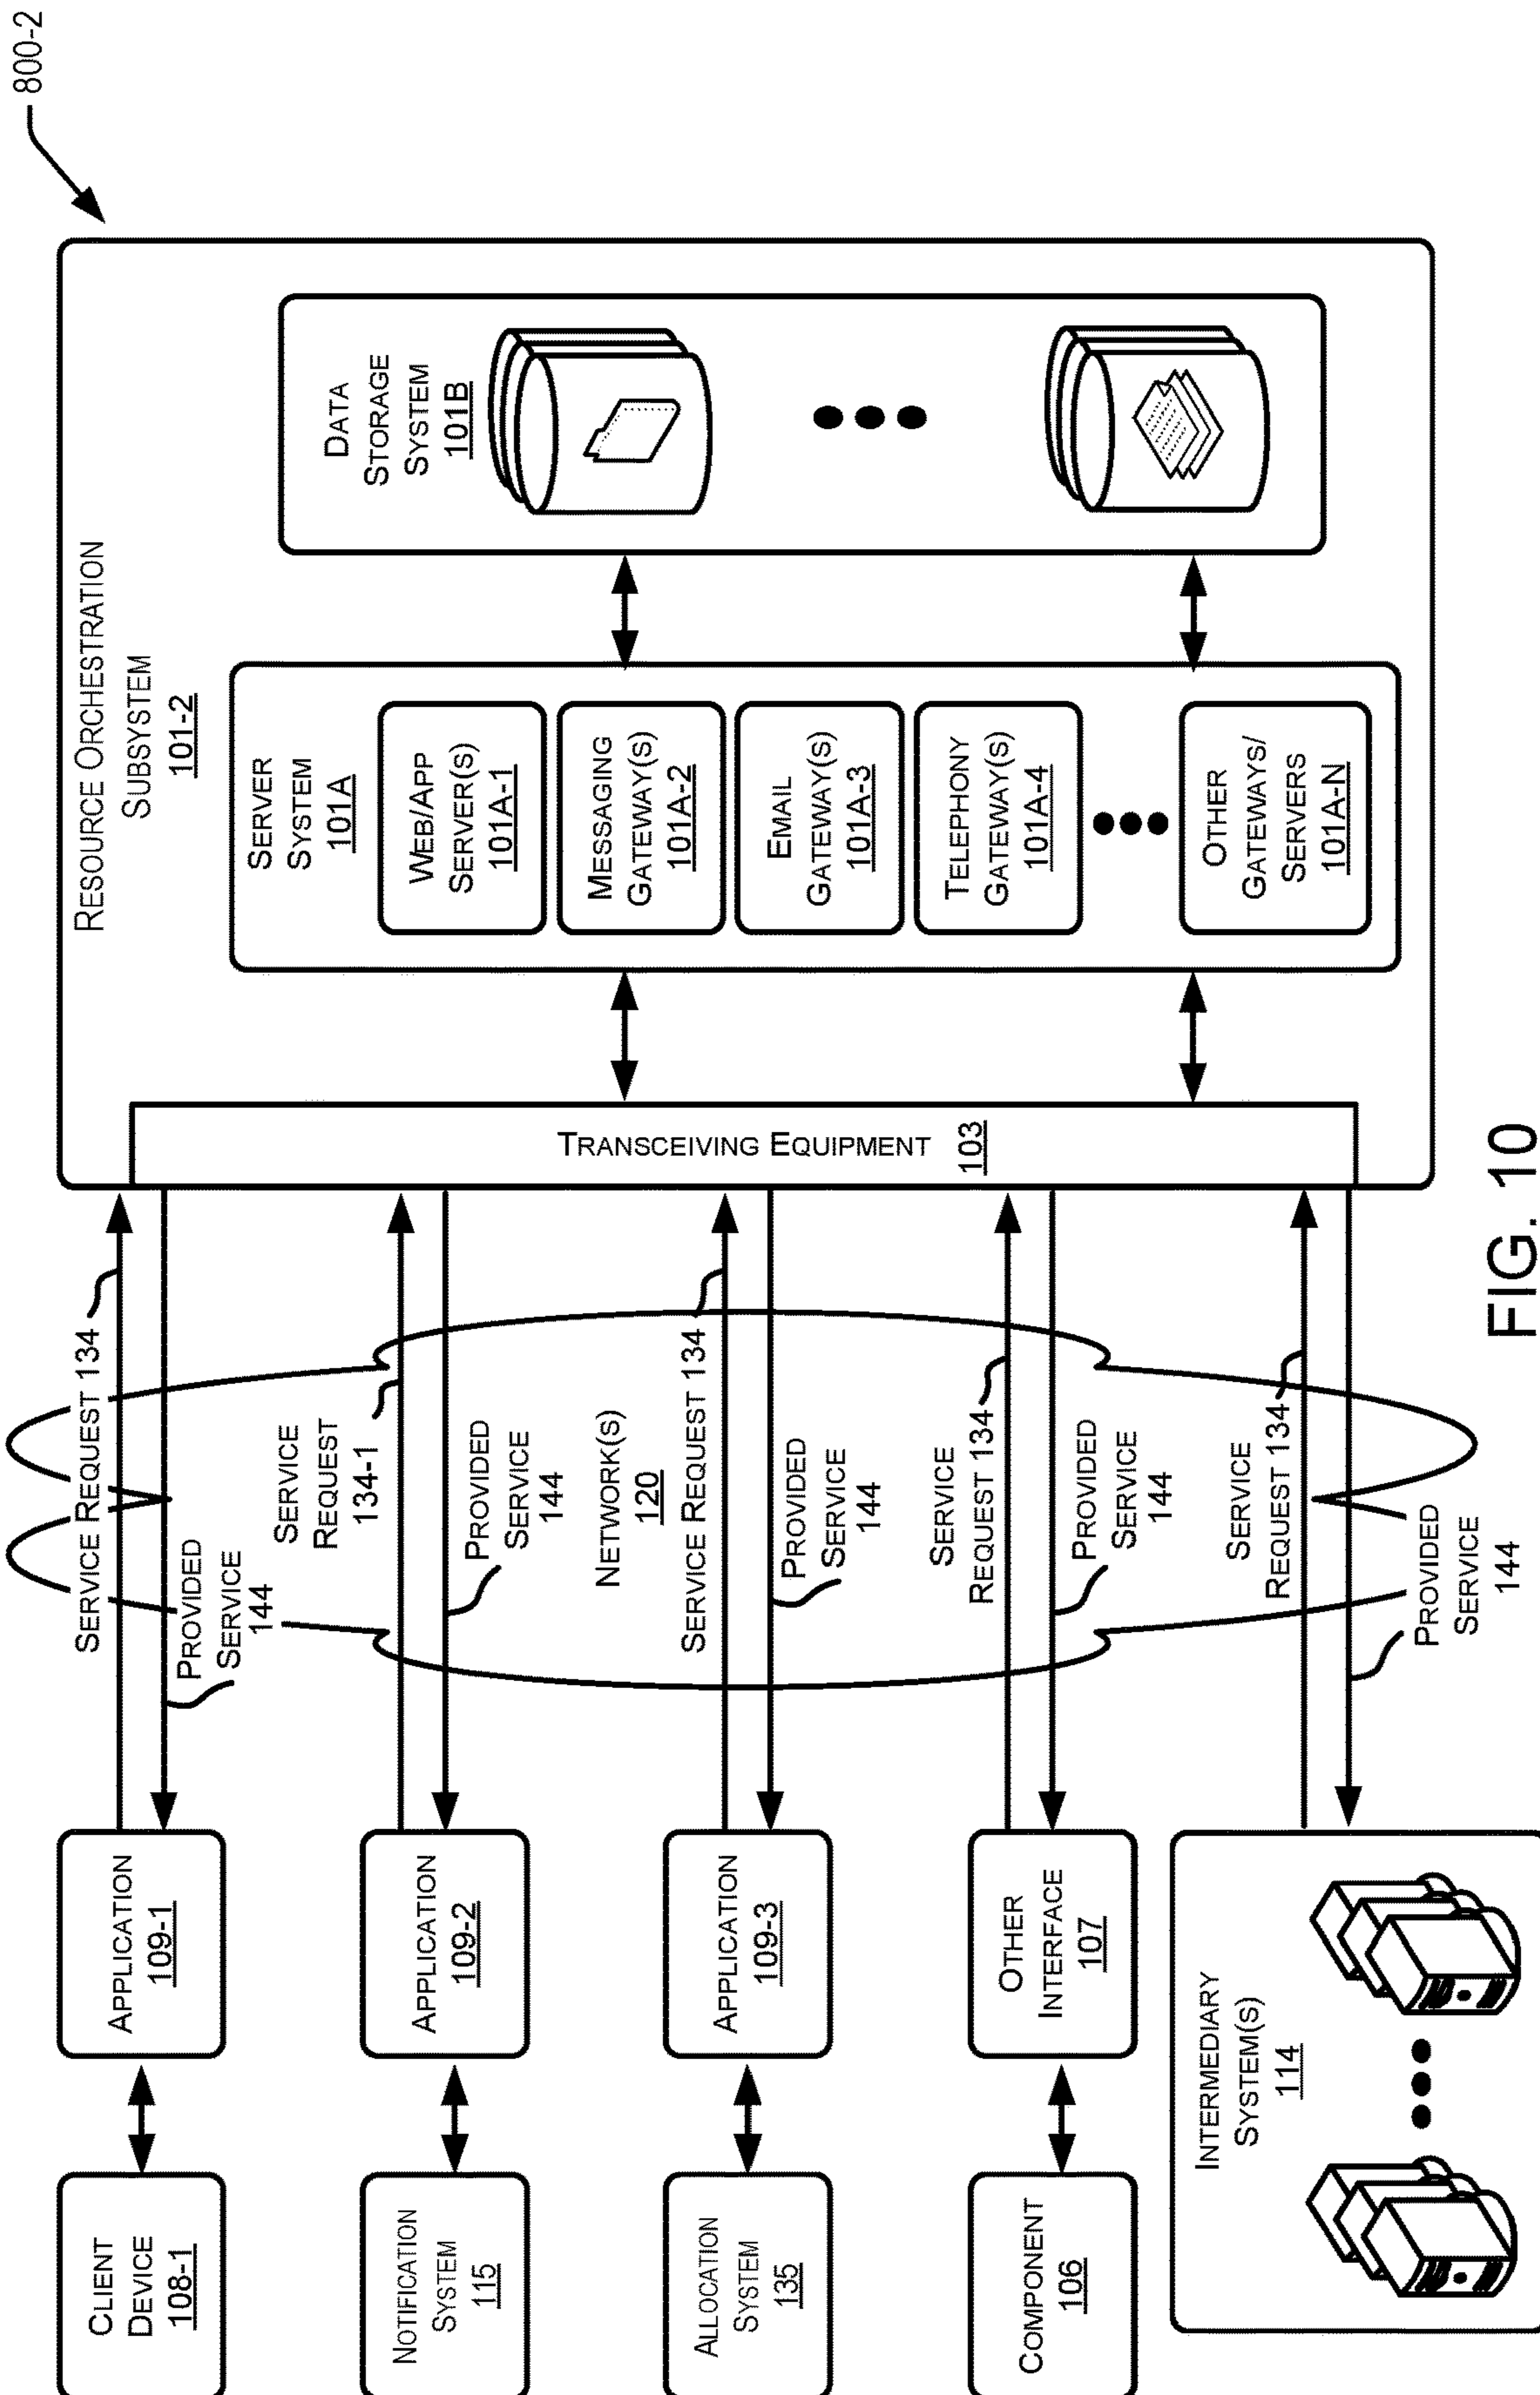 800-2
RESOURCE ORCHESTRATION
SUBSYSTEM
101-2
DATA
STORAGE
SYSTEM
101B
SERVER
SYSTEM
101A
WEB/APP
SERVER(S)
101A-1
MESSAGING
GATEWAY(S)
101A-2
EMAIL
GATEWAY(S)
101A-3
TELEPHONY
GATEWAY(S)
101A-4
OTHER
GATEWAYS/
SERVERS
101A-N
TRANSCEIVING EQUIPMENT
103
SERVICE REQUEST 134
PROVIDED
SERVICE
144
SERVICE
REQUEST
134-1
PROVIDED
SERVICE
144
NETWORK(S)
120
SERVICE REQUEST 134
PROVIDED
SERVICE
144
SERVICE
REQUEST 134
PROVIDED
SERVICE
144
SERVICE
REQUEST 134
PROVIDED
SERVICE
144
APPLICATION
109-1
APPLICATION
109-2
APPLICATION
109-3
OTHER
INTERFACE
107
CLIENT
DEVICE
108-1
NOTIFICATION
SYSTEM
115
ALLOCATION
SYSTEM
135
COMPONENT
106
INTERMEDIARY
SYSTEM(S)
114
FIG. 10